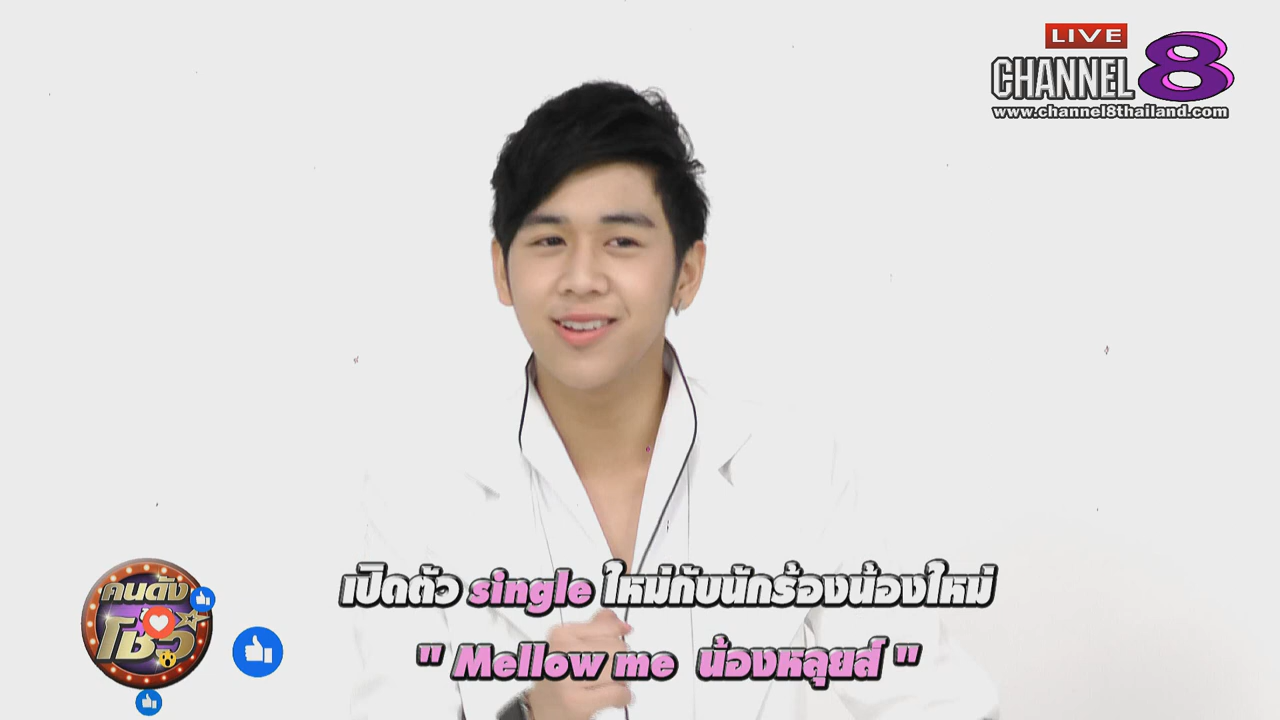 LIVE
CHANNEL 8
www.channel8thailand.com
คนดัง
โชว์
เปิดตัว single ใหม่กับนักร้องน้องใหม่
" Mellow me น้องหลุยส์ "